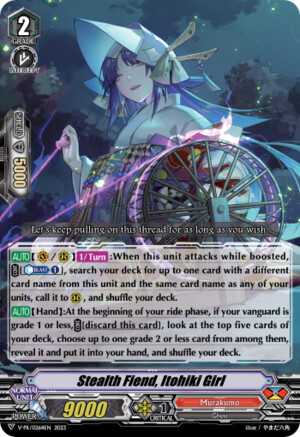 2
GRADE
INTERCEPT
SHIELD
5000
Let's keep pulling on this thread for as long as you wish.
AUTO 1/Turn :When this unit attacks while boosted,
BLAST 1, search your deck for up to one card with a different
card name from this unit and the same card name as any of your
units, call it to , and shuffle your deck.
AUTO[Hand]:At the beginning of your ride phase, if your vanguard is
grade 1 or less, [discard this card], look at the top five cards of
your deck, choose up to one grade 2 or less card from among them,
reveal it and put it into your hand, and shuffle your deck.
NORMAL
UNIT
Stealth Fiend, Itohiki Girl
V-PR/0264EN 2023
POWER
9000
1
CRITICAL
Murakumo
Ghost
illust / やまだ六角